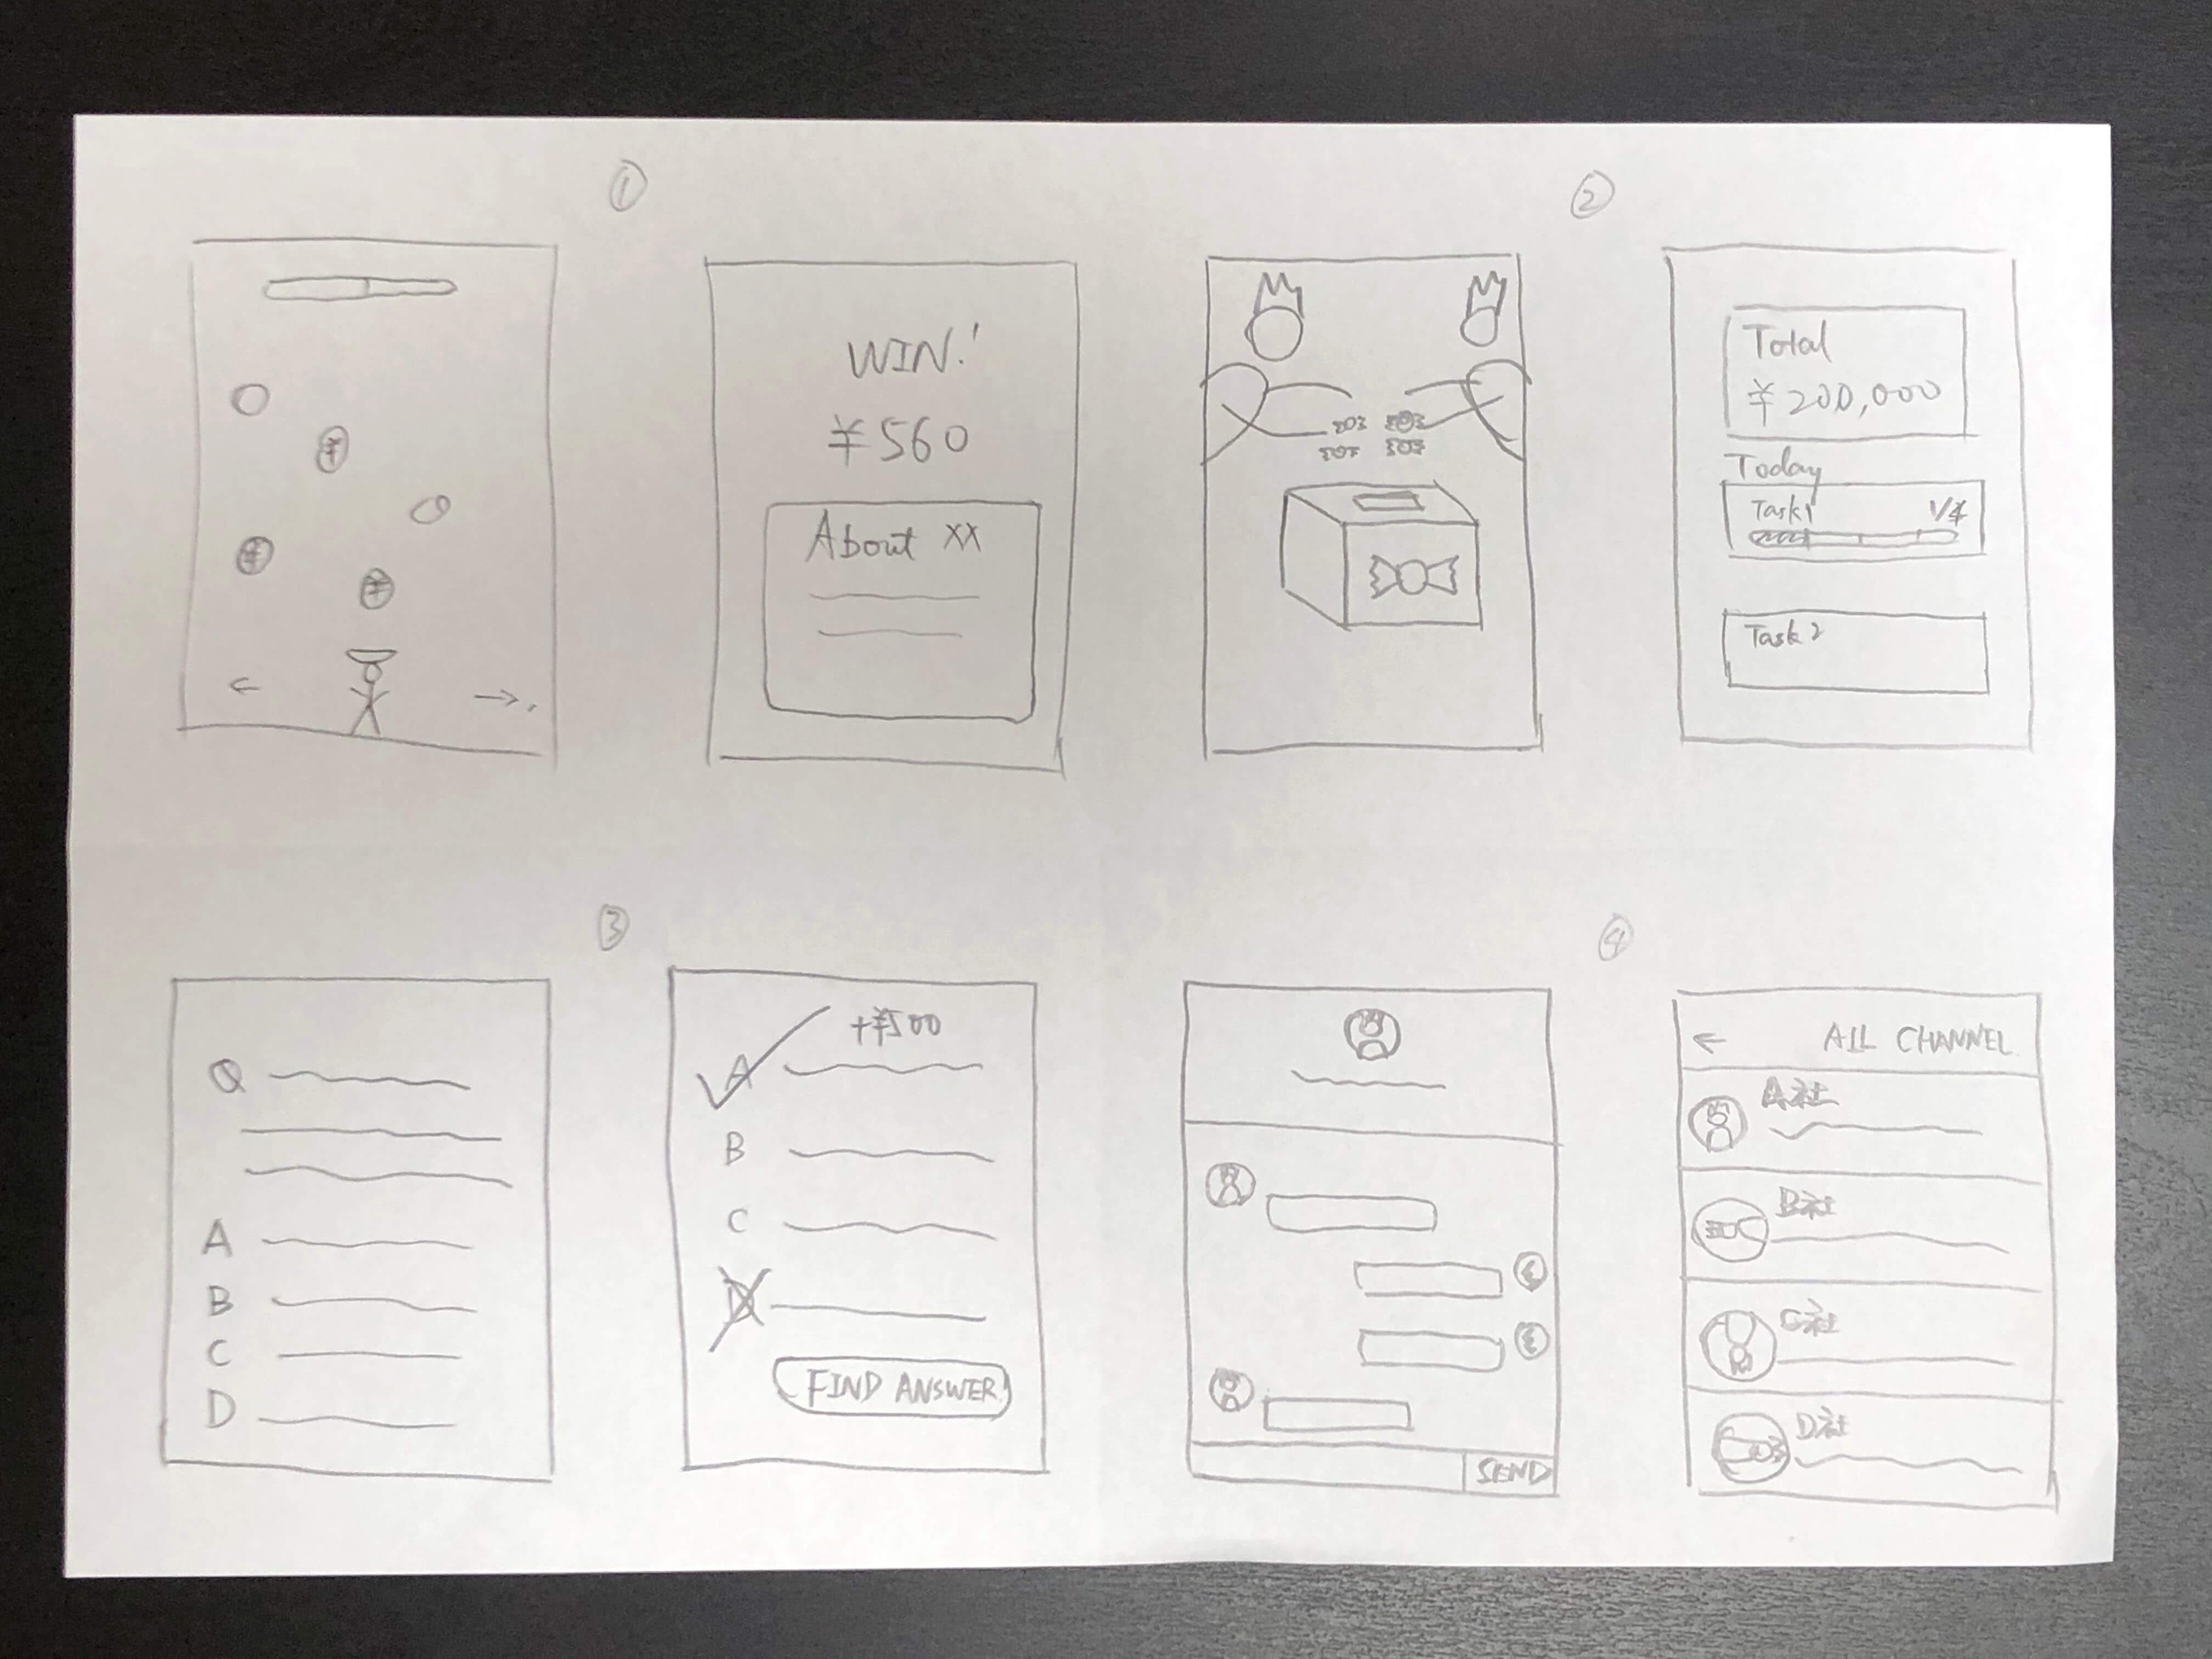 ①
¥
¥
¥
← →
WIN!
¥560
About XX
②
Total
¥200,000
Today
Task1 1/4
Task2
③
Q
A
B
C
D
+¥500
A
B
C
D
FIND ANSWER
④
SEND
← ALL CHANNEL
A社
B社
C社
D社